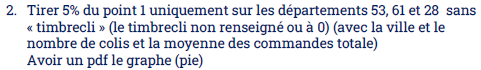 2. Tirer 5% du point 1 uniquement sur les départements 53, 61 et 28 sans
« timbrecli » (le timbrecli non renseigné ou à 0) (avec la ville et le
nombre de colis et la moyenne des commandes totale)
Avoir un pdf le graphe (pie)